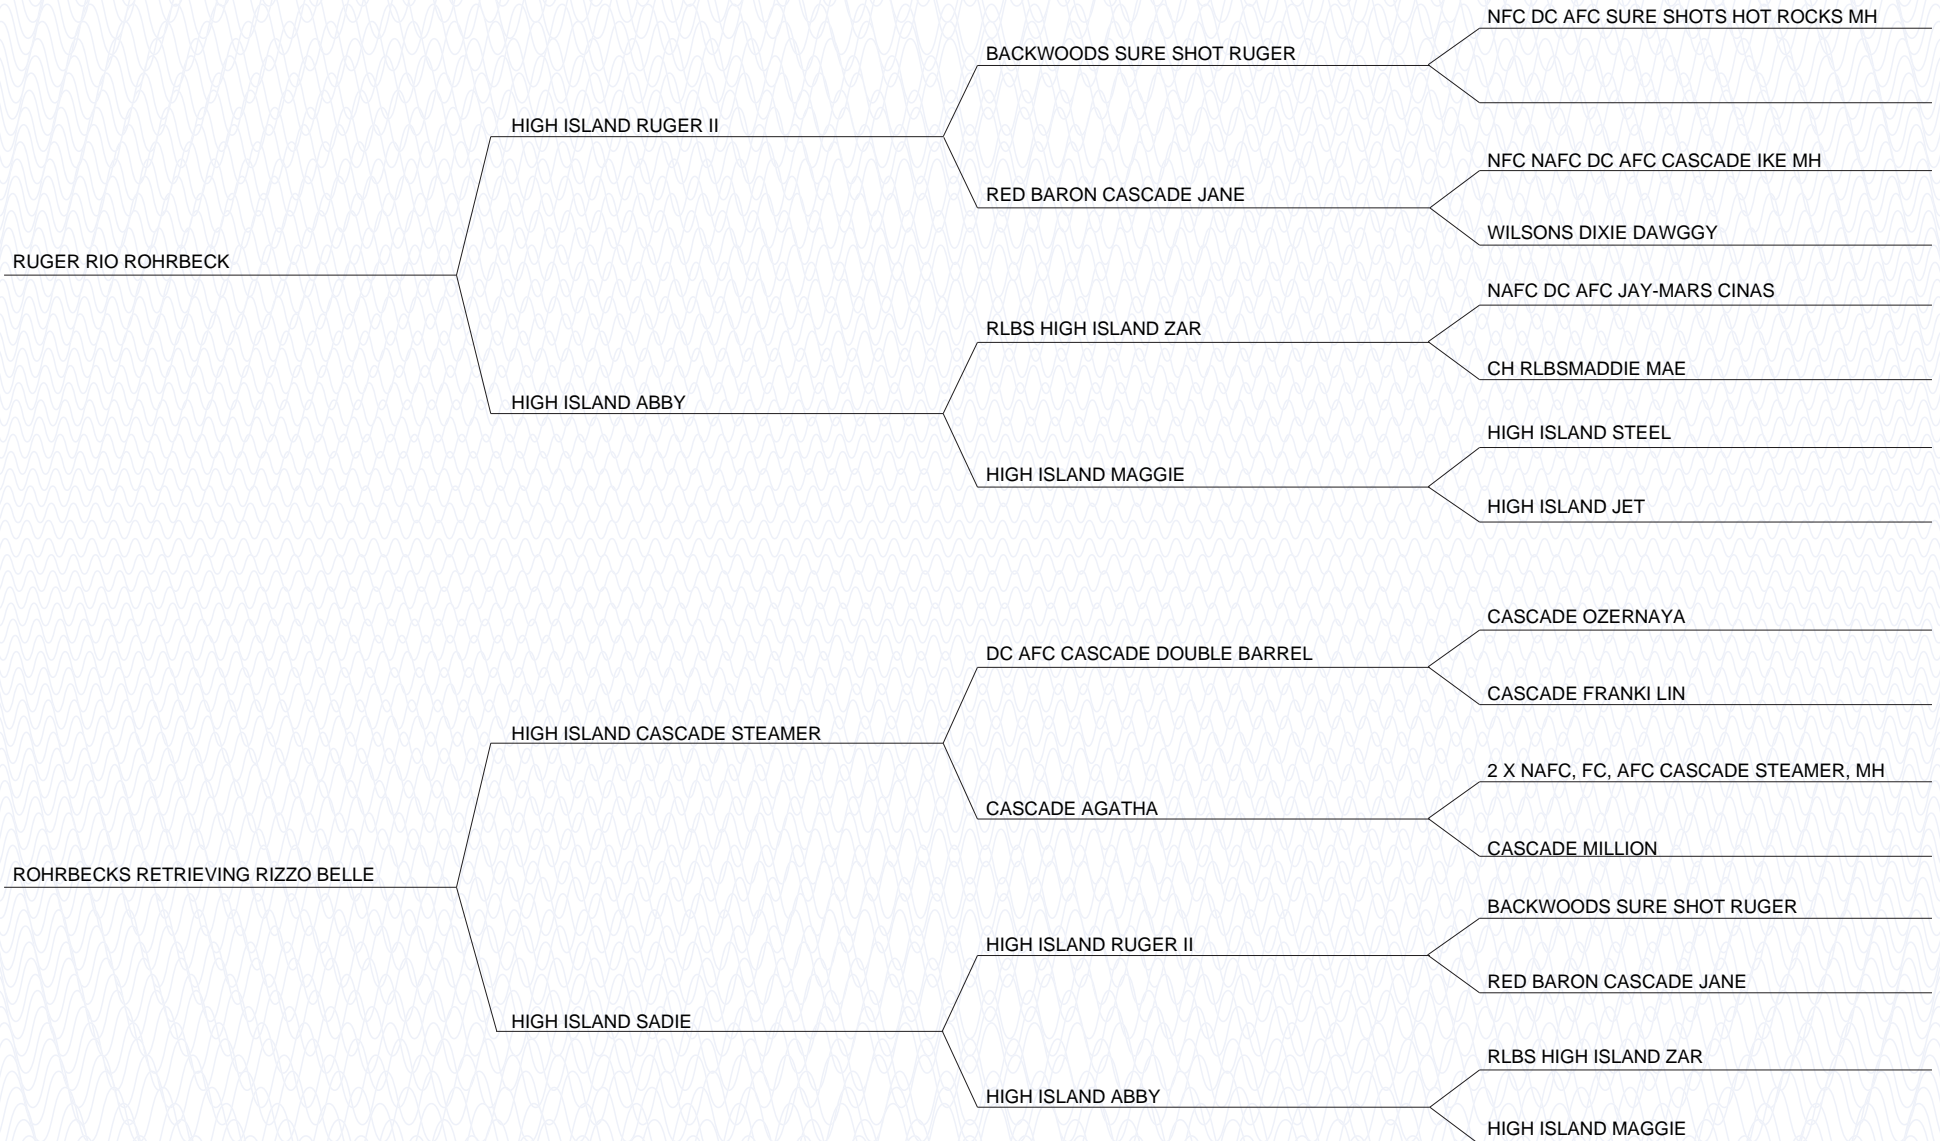 NFC DC AFC SURE SHOTS HOT ROCKS MH
BACKWOODS SURE SHOT RUGER
HIGH ISLAND RUGER II
NFC NAFC DC AFC CASCADE IKE MH
RED BARON CASCADE JANE
WILSONS DIXIE DAWGGY
RUGER RIO ROHRBECK
NAFC DC AFC JAY-MARS CINAS
RLBS HIGH ISLAND ZAR
CH RLBSMADDIE MAE
HIGH ISLAND ABBY
HIGH ISLAND STEEL
HIGH ISLAND MAGGIE
HIGH ISLAND JET
CASCADE OZERNAYA
DC AFC CASCADE DOUBLE BARREL
CASCADE FRANKI LIN
HIGH ISLAND CASCADE STEAMER
2 X NAFC, FC, AFC CASCADE STEAMER, MH
CASCADE AGATHA
CASCADE MILLION
ROHRBECKS RETRIEVING RIZZO BELLE
BACKWOODS SURE SHOT RUGER
HIGH ISLAND RUGER II
RED BARON CASCADE JANE
HIGH ISLAND SADIE
RLBS HIGH ISLAND ZAR
HIGH ISLAND ABBY
HIGH ISLAND MAGGIE